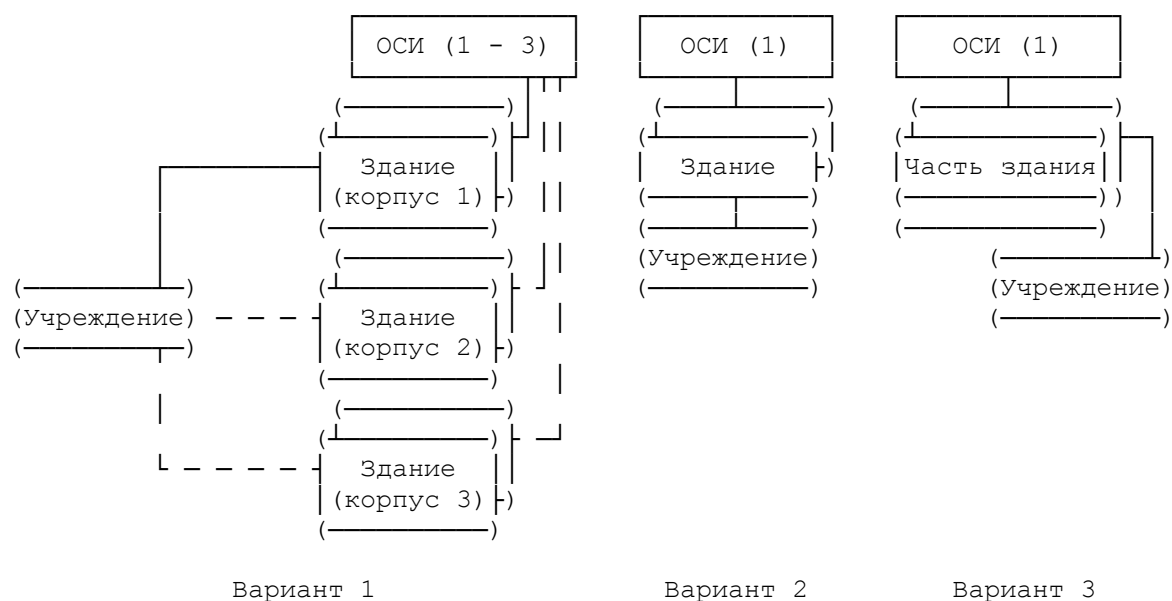 ОСИ (1 - 3) ОСИ (1) ОСИ (1)
Здание Здание Часть здания
(корпус 1)
(Учреждение)
(Учреждение) Здание (Учреждение)
(корпус 2)
Здание
(корпус 3)
Вариант 1 Вариант 2 Вариант 3